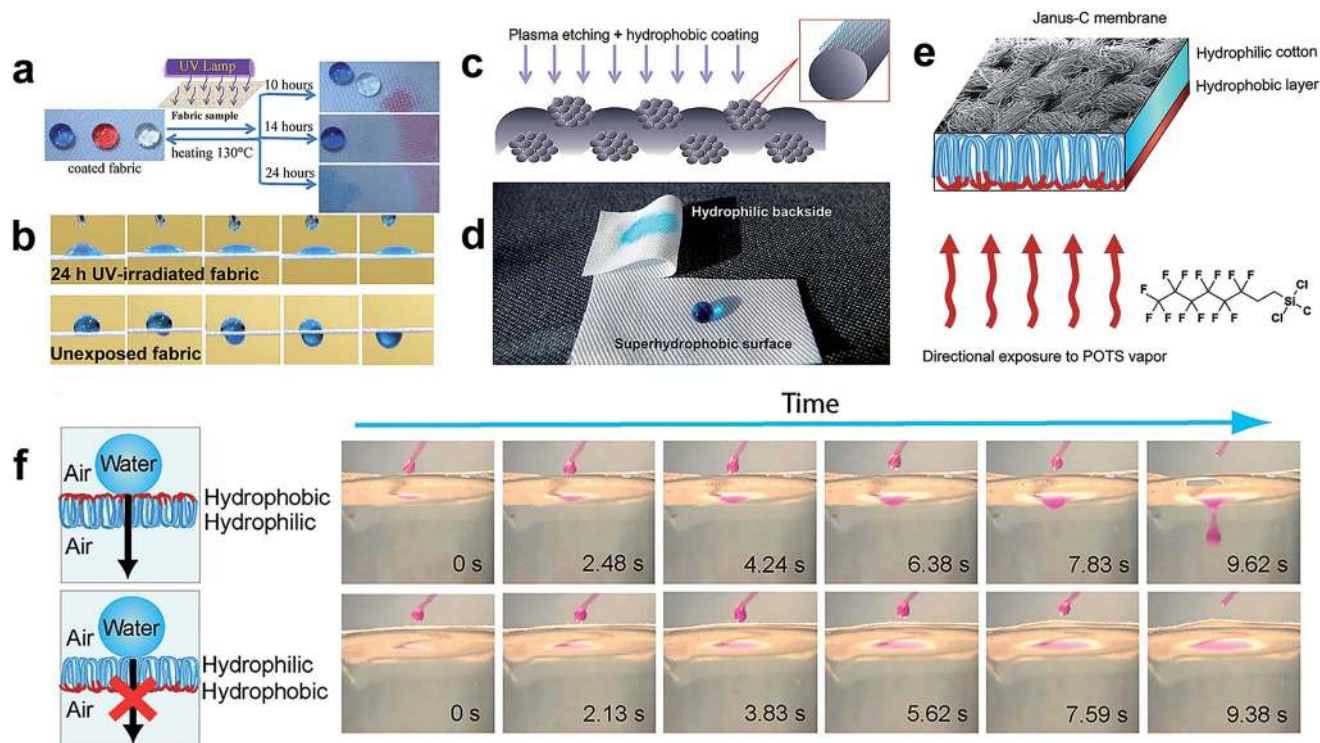 a
UV Lamp
Fabric sample
10 hours
14 hours
heating 130°C
24 hours
coated fabric
b
24 h UV-irradiated fabric
Unexposed fabric
c
Plasma etching + hydrophobic coating
d
Hydrophilic backside
Superhydrophobic surface
e
Janus-C membrane
Hydrophilic cotton
Hydrophobic layer
F F F F F F
F
F
F F F F F F
Si
Cl
C
Cl
Directional exposure to POTS vapor
Time
f
Air
Water
Hydrophobic
Hydrophilic
Air
0 s
2.48 s
4.24 s
6.38 s
7.83 s
9.62 s
Air
Water
Hydrophilic
Hydrophobic
Air
0 s
2.13 s
3.83 s
5.62 s
7.59 s
9.38 s